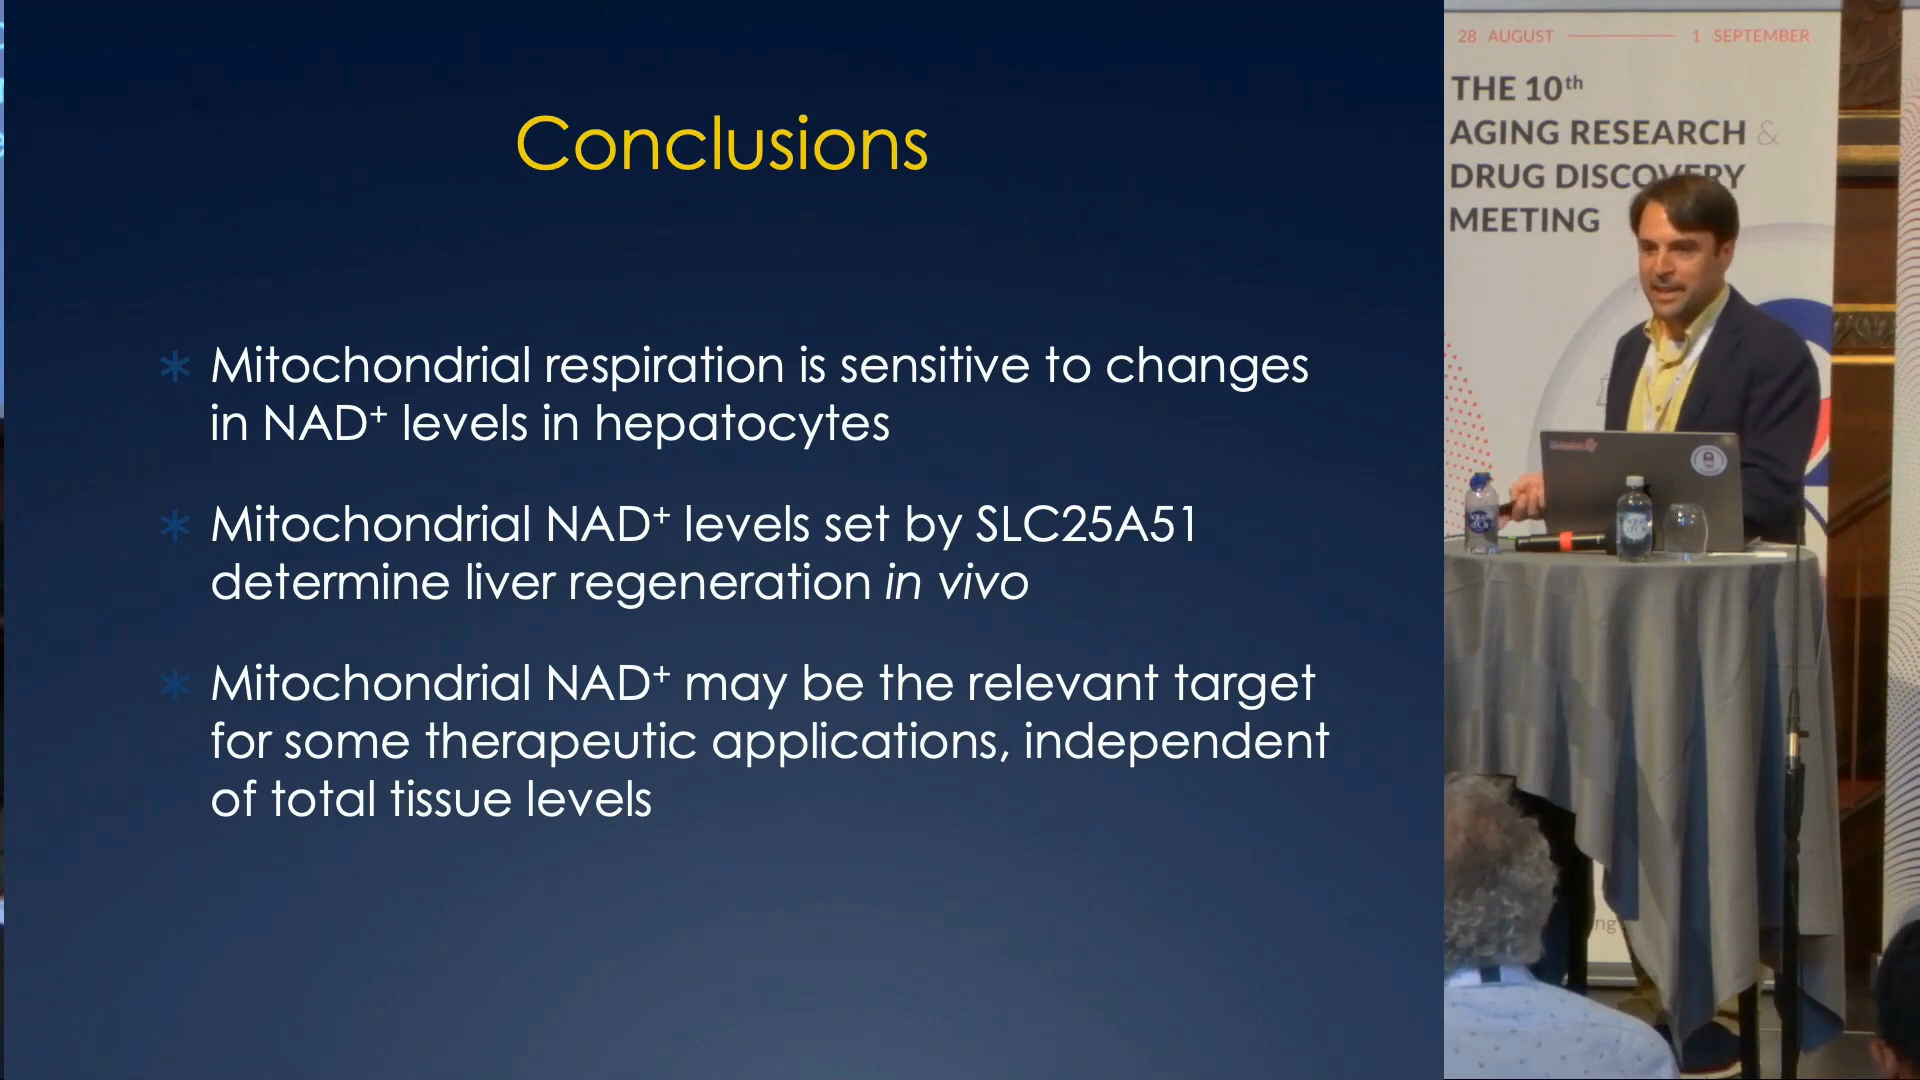 Conclusions
Mitochondrial respiration is sensitive to changes
in NAD⁺ levels in hepatocytes
Mitochondrial NAD⁺ levels set by SLC25A51
determine liver regeneration in vivo
Mitochondrial NAD⁺ may be the relevant target
for some therapeutic applications, independent
of total tissue levels
28 AUGUST 1 SEPTEMBER
THE 10th
AGING RESEARCH &
DRUG DISCOVERY
MEETING